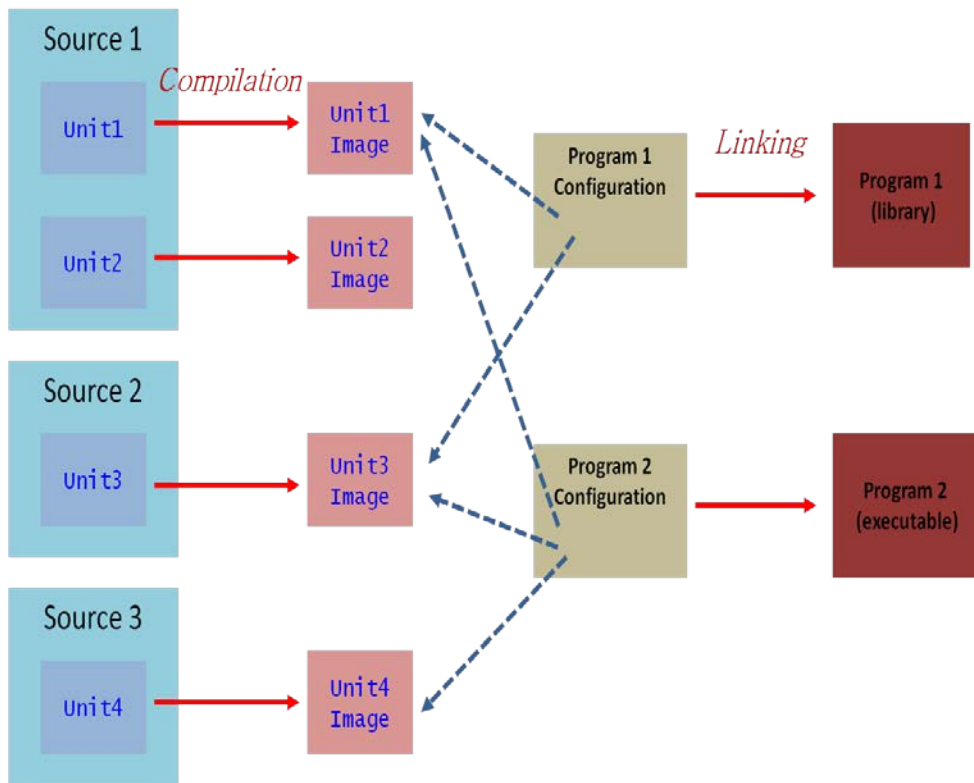 Source 1
Compilation
Unit1
Unit1
Image
Unit2
Unit2
Image
Source 2
Unit3
Unit3
Image
Source 3
Unit4
Unit4
Image
Program 1
Configuration
Linking
Program 1
(library)
Program 2
Configuration
Program 2
(executable)